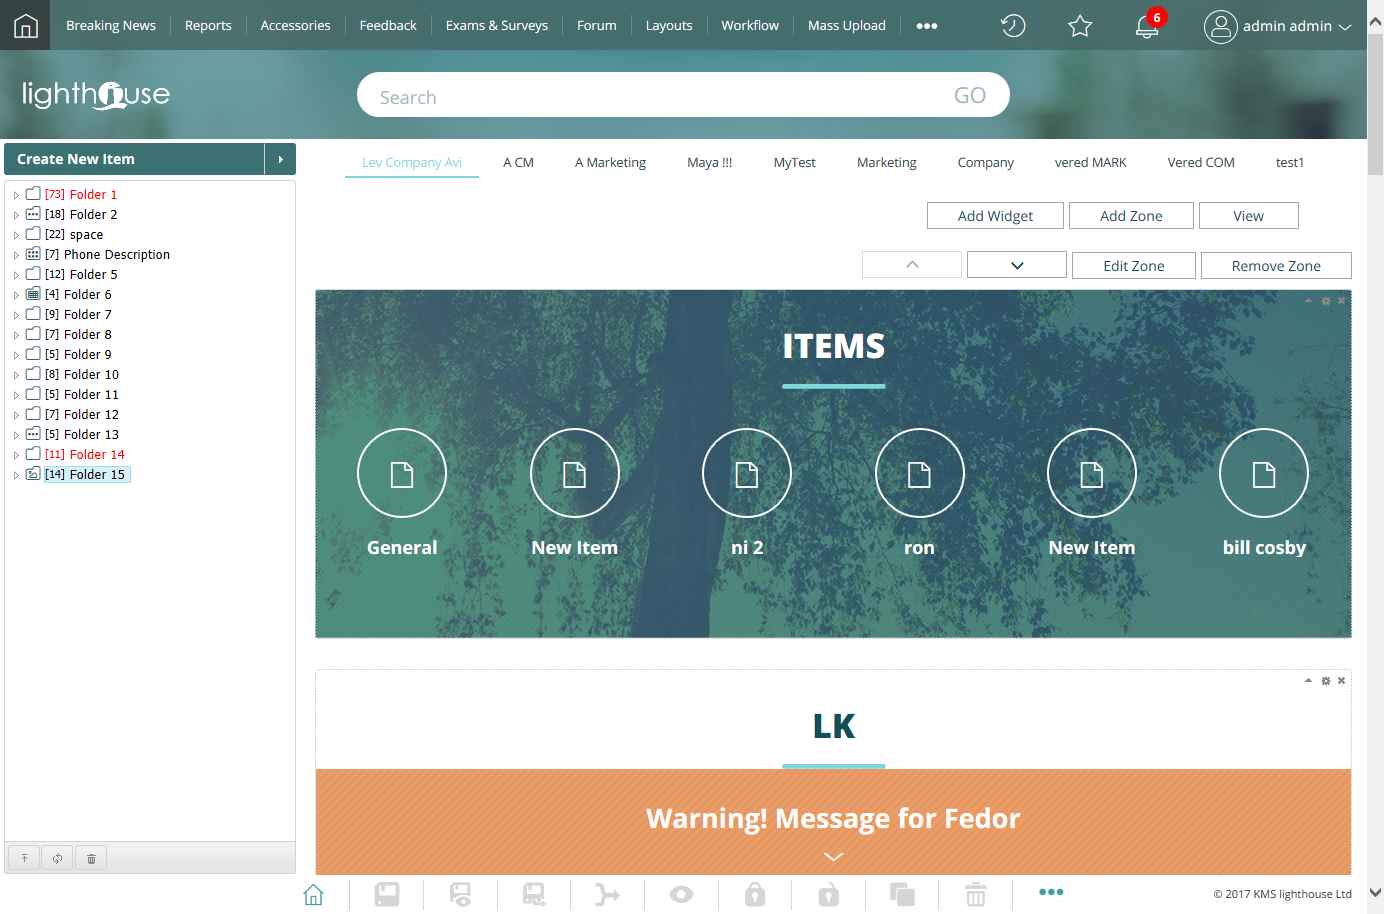 Breaking News Reports Accessories Feedback Exams & Surveys Forum Layouts Workflow Mass Upload ••• 6 admin admin
lighthouse Search GO
Create New Item
Lev Company Avi A CM A Marketing Maya !!! MyTest Marketing Company vered MARK Vered COM test1
[73] Folder 1
[18] Folder 2
[22] space
[7] Phone Description
[12] Folder 5
[4] Folder 6
[9] Folder 7
[7] Folder 8
[5] Folder 9
[8] Folder 10
[5] Folder 11
[7] Folder 12
[5] Folder 13
[11] Folder 14
[14] Folder 15
Add Widget Add Zone View
Edit Zone Remove Zone
ITEMS
General New Item ni 2 ron New Item bill cosby
LK
Warning! Message for Fedor
© 2017 KMS lighthouse Ltd